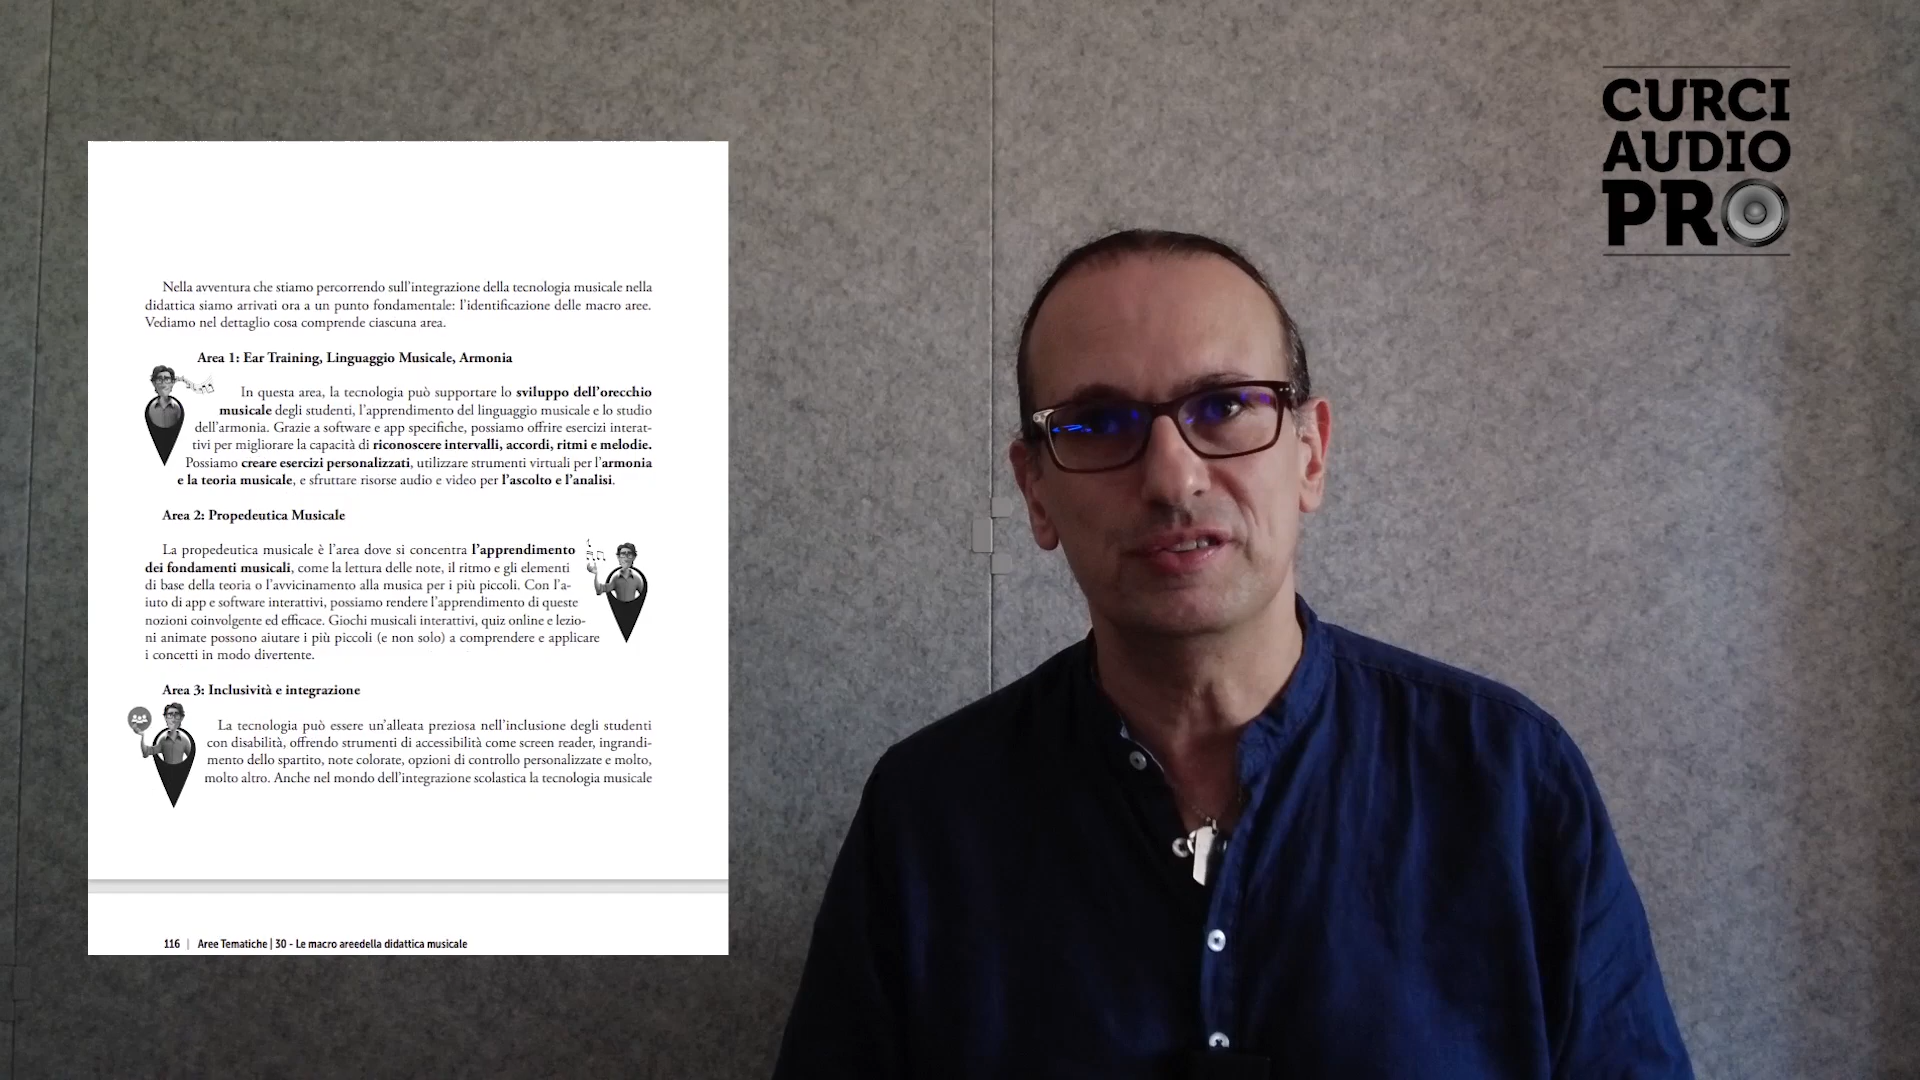 Nella avventura che stiamo percorrendo sull'integrazione della tecnologia musicale nella
didattica siamo arrivati ora a un punto fondamentale: l'identificazione delle macro aree.
Vediamo nel dettaglio cosa comprende ciascuna area.
Area 1: Ear Training, Linguaggio Musicale, Armonia
In questa area, la tecnologia può supportare lo sviluppo dell'orecchio
musicale degli studenti, l'apprendimento del linguaggio musicale e lo studio
dell'armonia. Grazie a software e app specifiche, possiamo offrire esercizi interat-
tivi per migliorare la capacità di riconoscere intervalli, accordi, ritmi e melodie.
Possiamo creare esercizi personalizzati, utilizzare strumenti virtuali per l'armonia
e la teoria musicale, e sfruttare risorse audio e video per l'ascolto e l'analisi.
Area 2: Propedeutica Musicale
La propedeutica musicale è l'area dove si concentra l'apprendimento
dei fondamenti musicali, come la lettura delle note, il ritmo e gli elementi
di base della teoria o l'avvicinamento alla musica per i più piccoli. Con l'a-
iuto di app e software interattivi, possiamo rendere l'apprendimento di queste
nozioni coinvolgente ed efficace. Giochi musicali interattivi, quiz online e lezio-
ni animate possono aiutare i più piccoli (e non solo) a comprendere e applicare
i concetti in modo divertente.
Area 3: Inclusività e integrazione
La tecnologia può essere un'alleata preziosa nell'inclusione degli studenti
con disabilità, offrendo strumenti di accessibilità come screen reader, ingrandi-
mento dello spartito, note colorate, opzioni di controllo personalizzate e molto,
molto altro. Anche nel mondo dell'integrazione scolastica la tecnologia musicale
116 | Aree Tematiche | 30 - Le macro areedella didattica musicale
CURCI
AUDIO
PRO